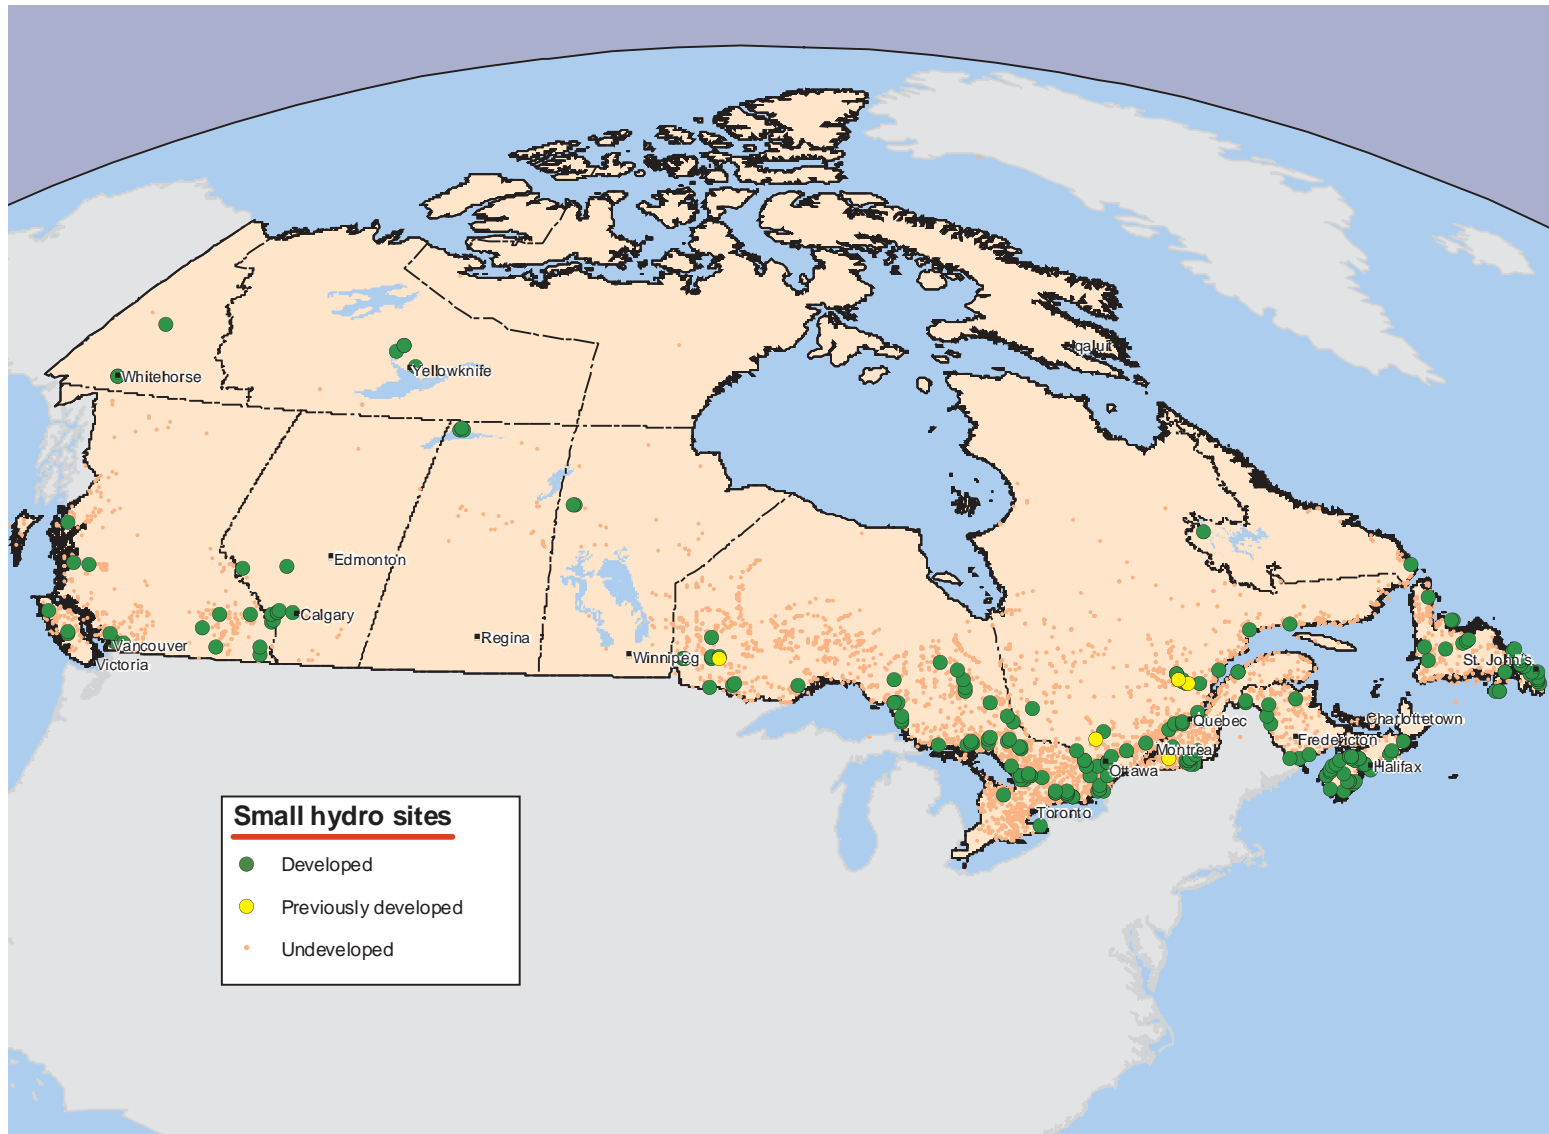 Iqaluit
Whitehorse
Yellowknife
Edmonton
Calgary
Regina
Winnipeg
Vancouver
Victoria
St. John's
Quebec
Charlottetown
Fredericton
Montreal
Halifax
Ottawa
Toronto
Small hydro sites
Developed
Previously developed
Undeveloped